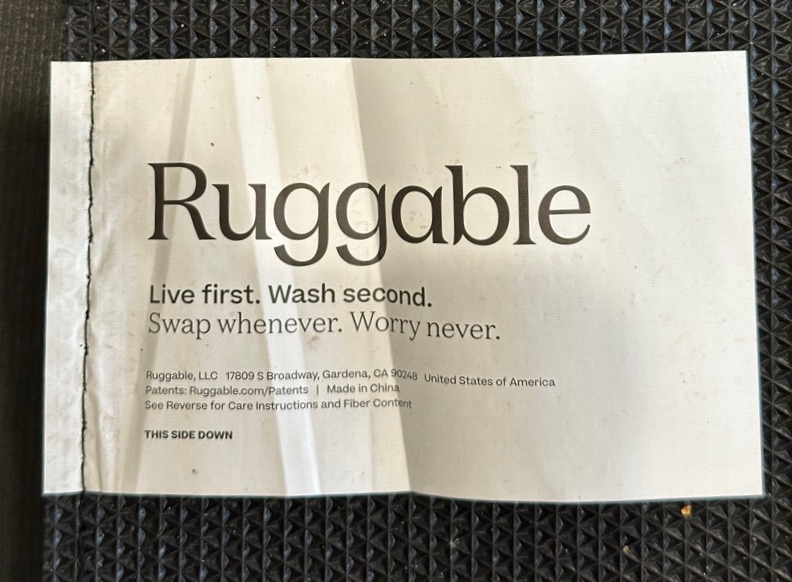 Ruggable
Live first. Wash second.
Swap whenever. Worry never.
Ruggable, LLC 17809 S Broadway, Gardena, CA 90248 United States of America
Patents: Ruggable.com/Patents | Made in China
See Reverse for Care Instructions and Fiber Content
THIS SIDE DOWN